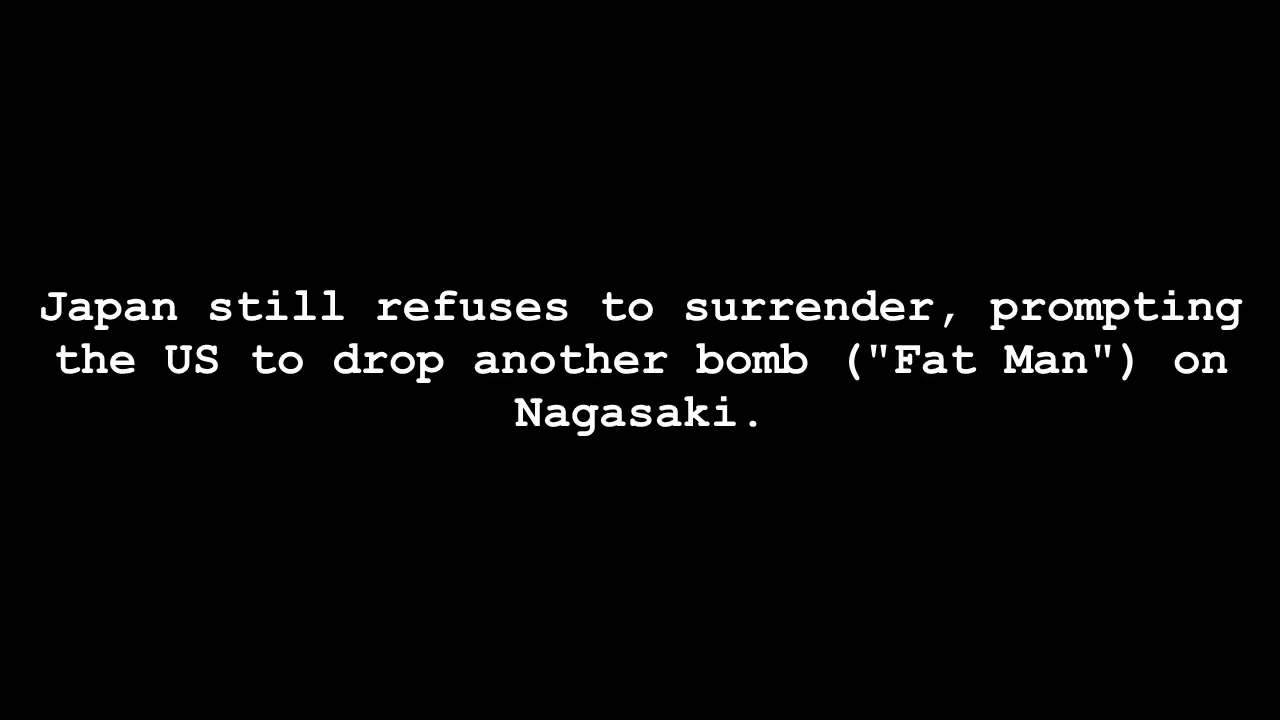 Japan still refuses to surrender, prompting
the US to drop another bomb ("Fat Man") on
Nagasaki.